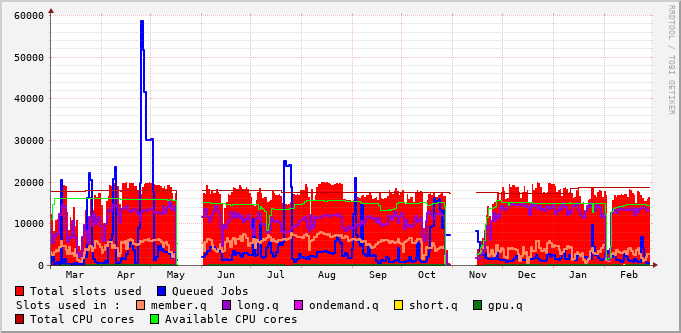 60000
50000
40000
30000
20000
10000
0
Mar Apr May Jun Jul Aug Sep Oct Nov Dec Jan Feb
Total slots used Queued Jobs
Slots used in : member.q long.q ondemand.q short.q gpu.q
Total CPU cores Available CPU cores
RRDTOOL / TOBI OETIKER